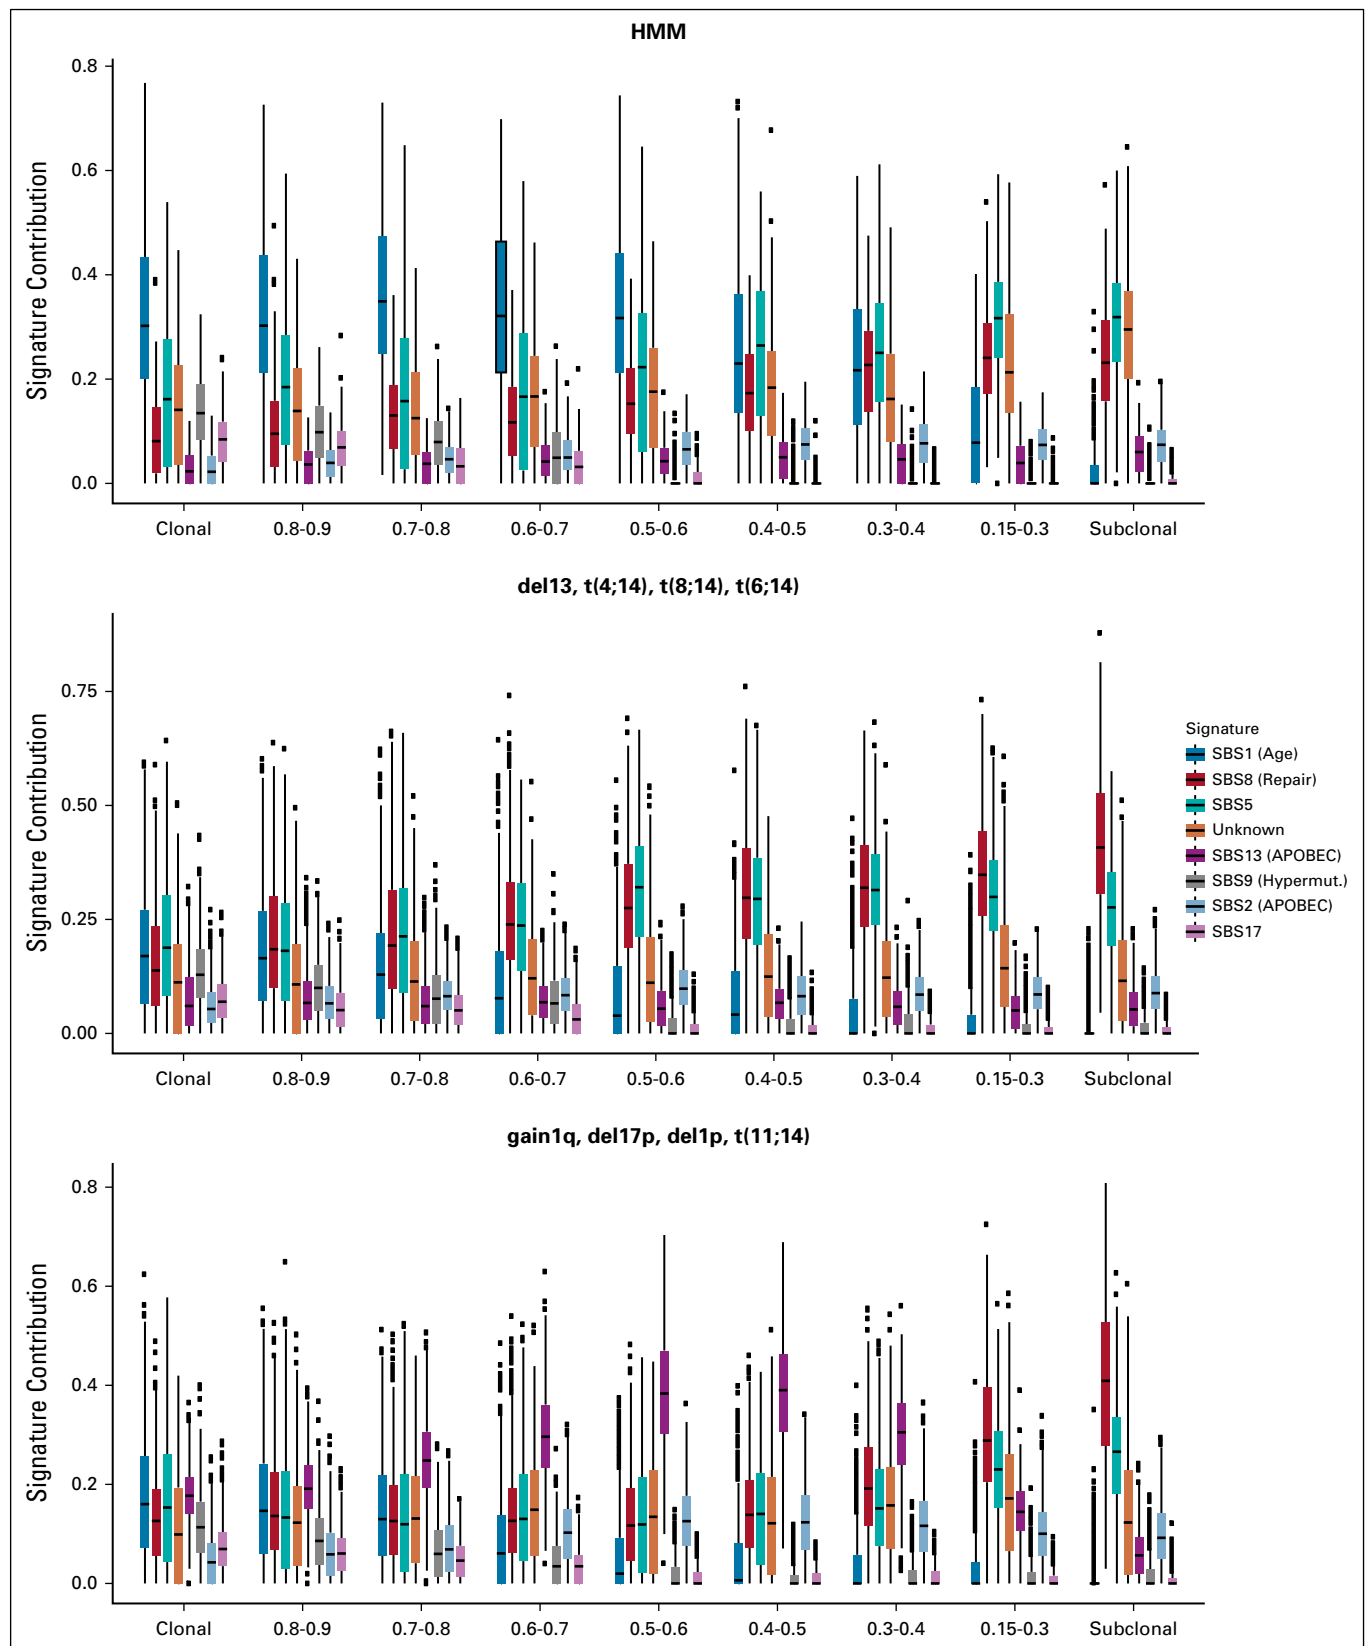 HMM
Signature Contribution
0.8
0.6
0.4
0.2
0.0
Clonal 0.8-0.9 0.7-0.8 0.6-0.7 0.5-0.6 0.4-0.5 0.3-0.4 0.15-0.3 Subclonal
del13, t(4;14), t(8;14), t(6;14)
Signature Contribution
0.75
0.50
0.25
0.00
Clonal 0.8-0.9 0.7-0.8 0.6-0.7 0.5-0.6 0.4-0.5 0.3-0.4 0.15-0.3 Subclonal
Signature
SBS1 (Age)
SBS8 (Repair)
SBS5
Unknown
SBS13 (APOBEC)
SBS9 (Hypermut.)
SBS2 (APOBEC)
SBS17
gain1q, del17p, del1p, t(11;14)
Signature Contribution
0.8
0.6
0.4
0.2
0.0
Clonal 0.8-0.9 0.7-0.8 0.6-0.7 0.5-0.6 0.4-0.5 0.3-0.4 0.15-0.3 Subclonal